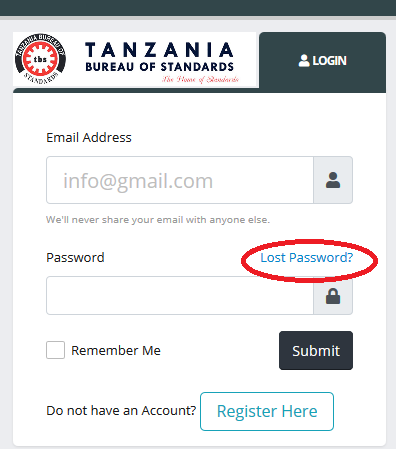 TANZANIA BUREAU OF
tbs
STANDARDS
TANZANIA
BUREAU OF STANDARDS
The Home of Standards
LOGIN
Email Address
info@gmail.com
We'll never share your email with anyone else.
Password
Lost Password?
Remember Me
Submit
Do not have an Account?
Register Here